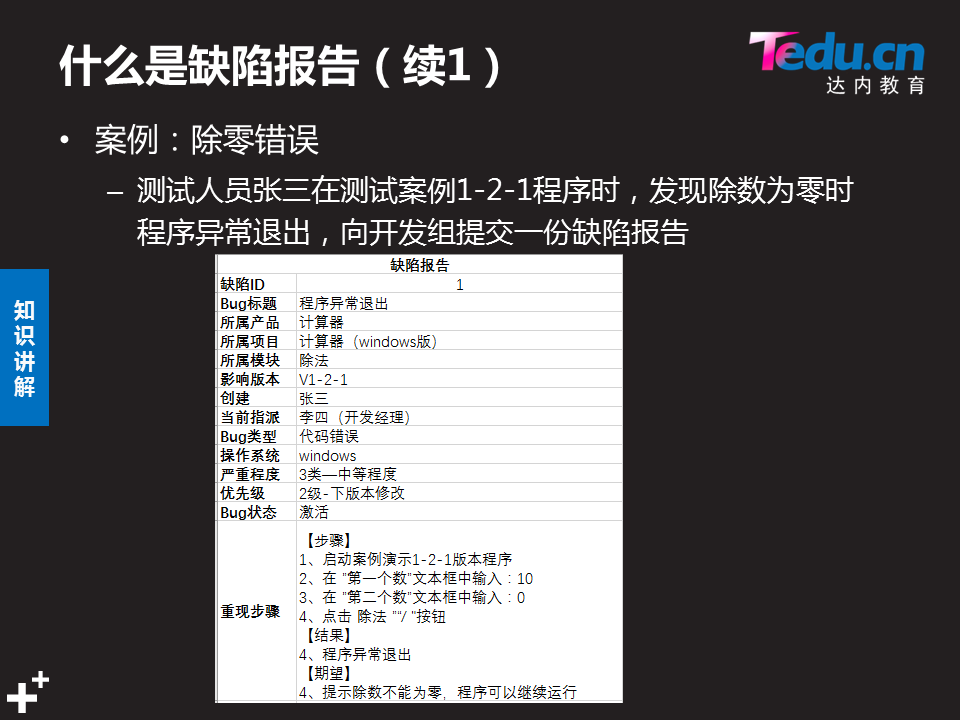 什么是缺陷报告（续1）
Tedu.cn
达内教育
• 案例：除零错误
– 测试人员张三在测试案例1-2-1程序时，发现除数为零时
程序异常退出，向开发组提交一份缺陷报告
知识讲解
缺陷报告
缺陷ID 1
Bug标题 程序异常退出
所属产品 计算器
所属项目 计算器（windows版）
所属模块 除法
影响版本 V1-2-1
创建 张三
当前指派 李四（开发经理）
Bug类型 代码错误
操作系统 windows
严重程度 3类—中等程度
优先级 2级-下版本修改
Bug状态 激活
重现步骤
【步骤】
1、启动案例演示1-2-1版本程序
2、在 "第一个数"文本框中输入：10
3、在 "第二个数"文本框中输入：0
4、点击 除法 "“/ "按钮
【结果】
4、程序异常退出
【期望】
4、提示除数不能为零，程序可以继续运行